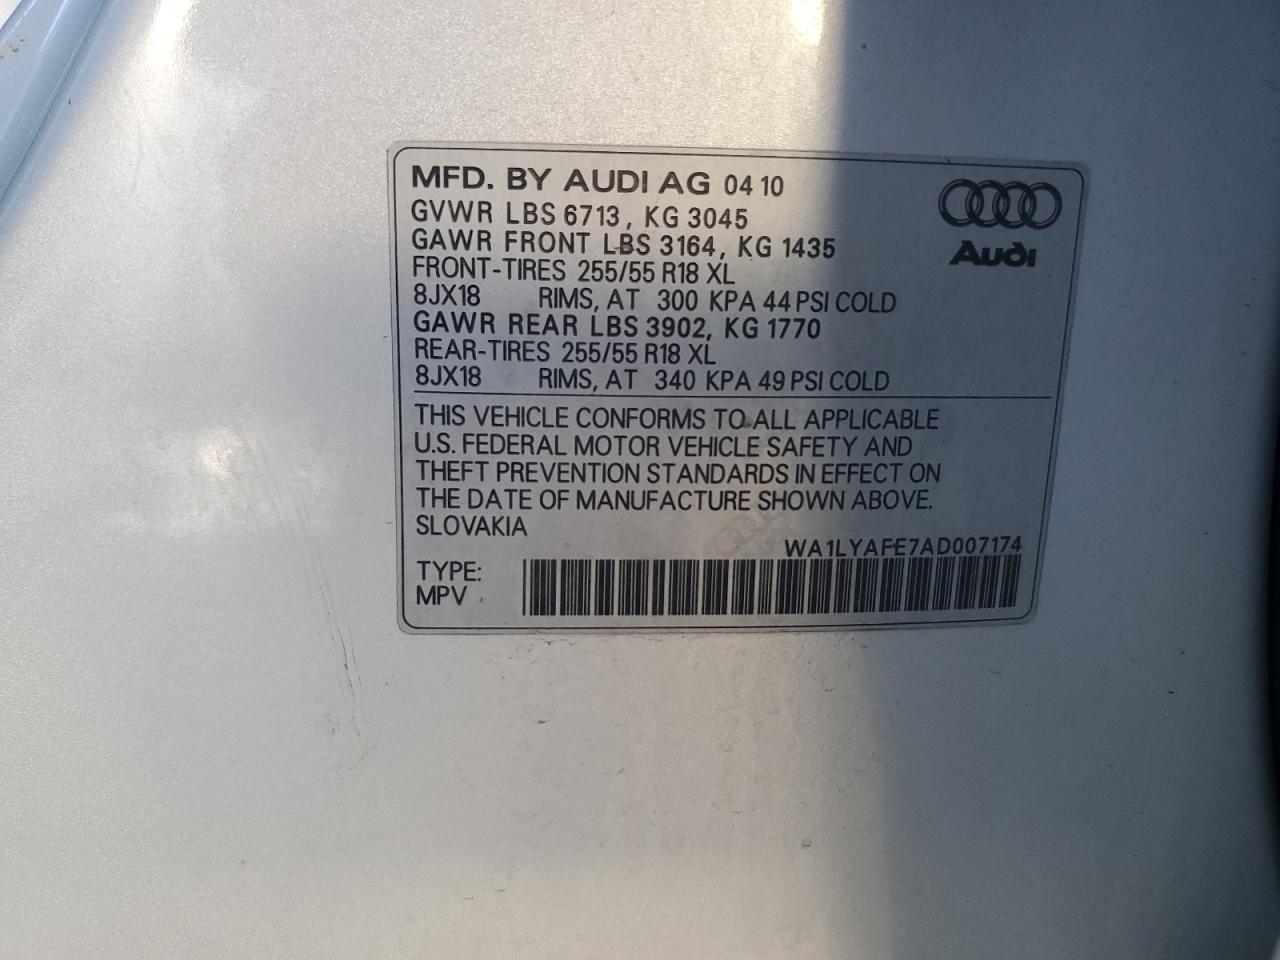 MFD. BY AUDI AG 04 10
GVWR LBS 6713, KG 3045
GAWR FRONT LBS 3164, KG 1435
FRONT-TIRES 255/55 R18 XL
8JX18 RIMS, AT 300 KPA 44 PSI COLD
GAWR REAR LBS 3902, KG 1770
REAR-TIRES 255/55 R18 XL
8JX18 RIMS, AT 340 KPA 49 PSI COLD
Audi
THIS VEHICLE CONFORMS TO ALL APPLICABLE
U.S. FEDERAL MOTOR VEHICLE SAFETY AND
THEFT PREVENTION STANDARDS IN EFFECT ON
THE DATE OF MANUFACTURE SHOWN ABOVE.
SLOVAKIA
WA1LYAFE7AD007174
TYPE:
MPV